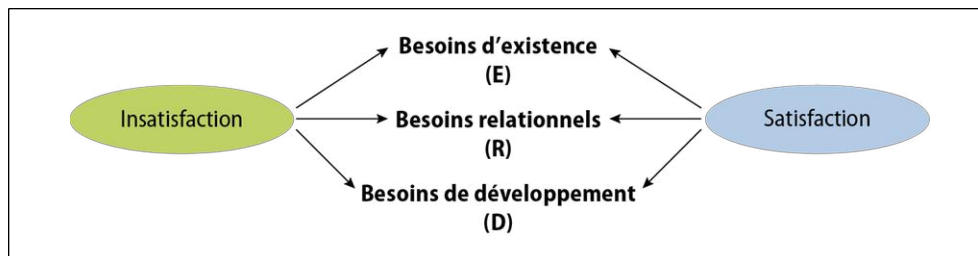 Besoins d'existence
(E)
Insatisfaction
Besoins relationnels
(R)
Satisfaction
Besoins de développement
(D)